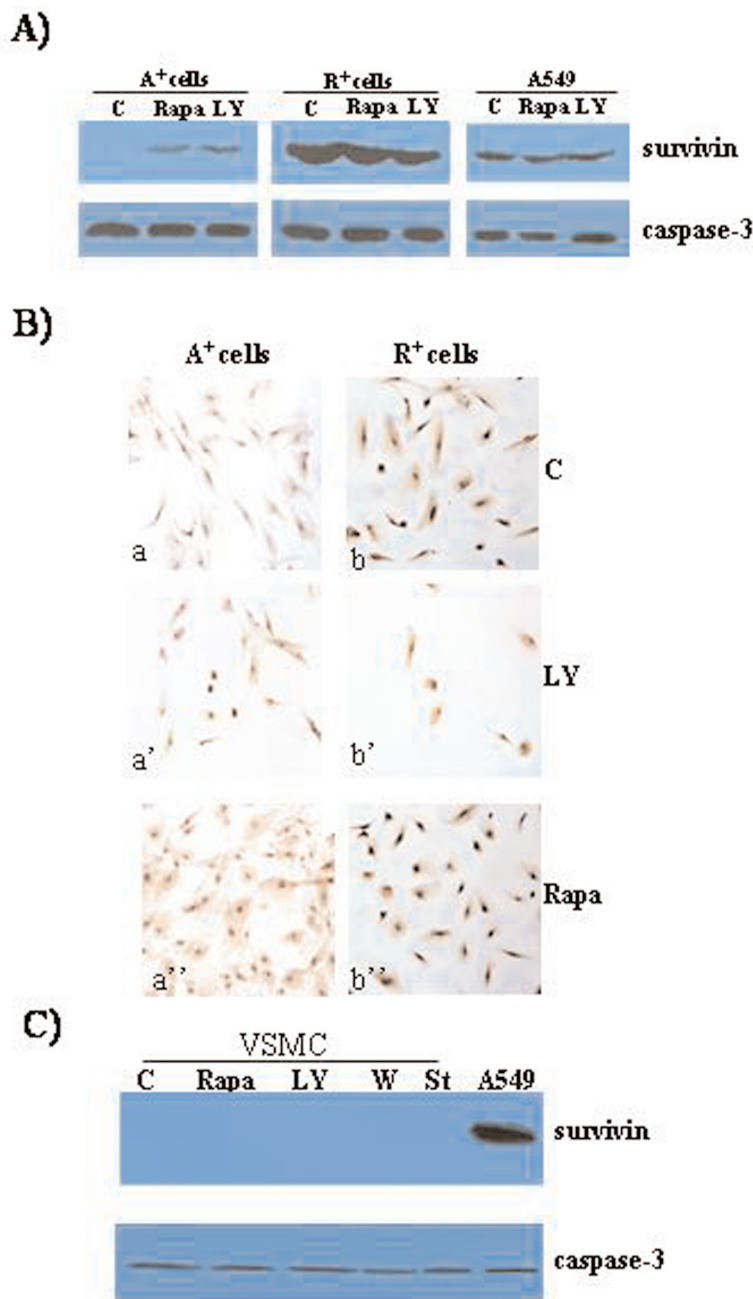 A)
A+cells R+cells A549
C Rapa LY C Rapa LY C Rapa LY
survivin
caspase-3
B)
A+cells R+cells
a b C
a' b' LY
a'' b'' Rapa
C)
VSMC
C Rapa LY W St A549
survivin
caspase-3